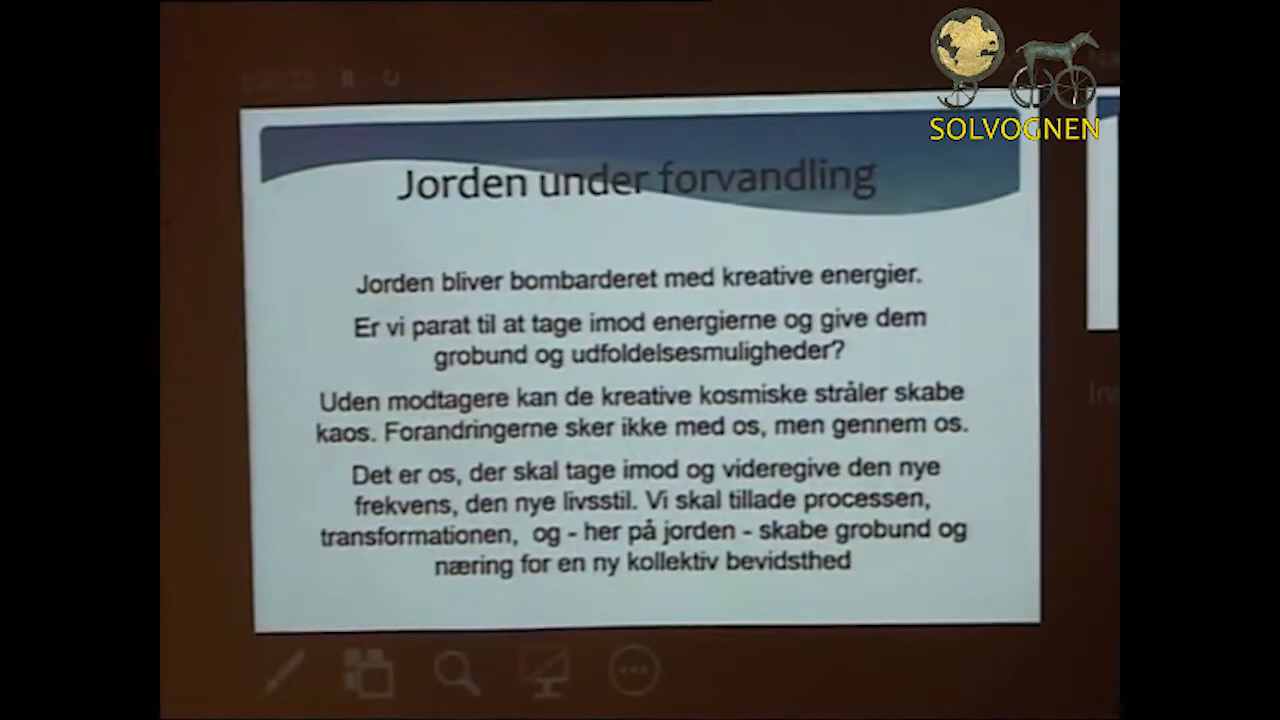 SOLVOGNEN
Jorden under forvandling
Jorden bliver bombarderet med kreative energier.
Er vi parat til at tage imod energierne og give dem
grobund og udfoldelsesmuligheder?
Uden modtagere kan de kreative kosmiske stråler skabe
kaos. Forandringerne sker ikke med os, men gennem os.
Det er os, der skal tage imod og videregive den nye
frekvens, den nye livsstil. Vi skal tillade processen,
transformationen,  og - her på jorden - skabe grobund og
næring for en ny kollektiv bevidsthed